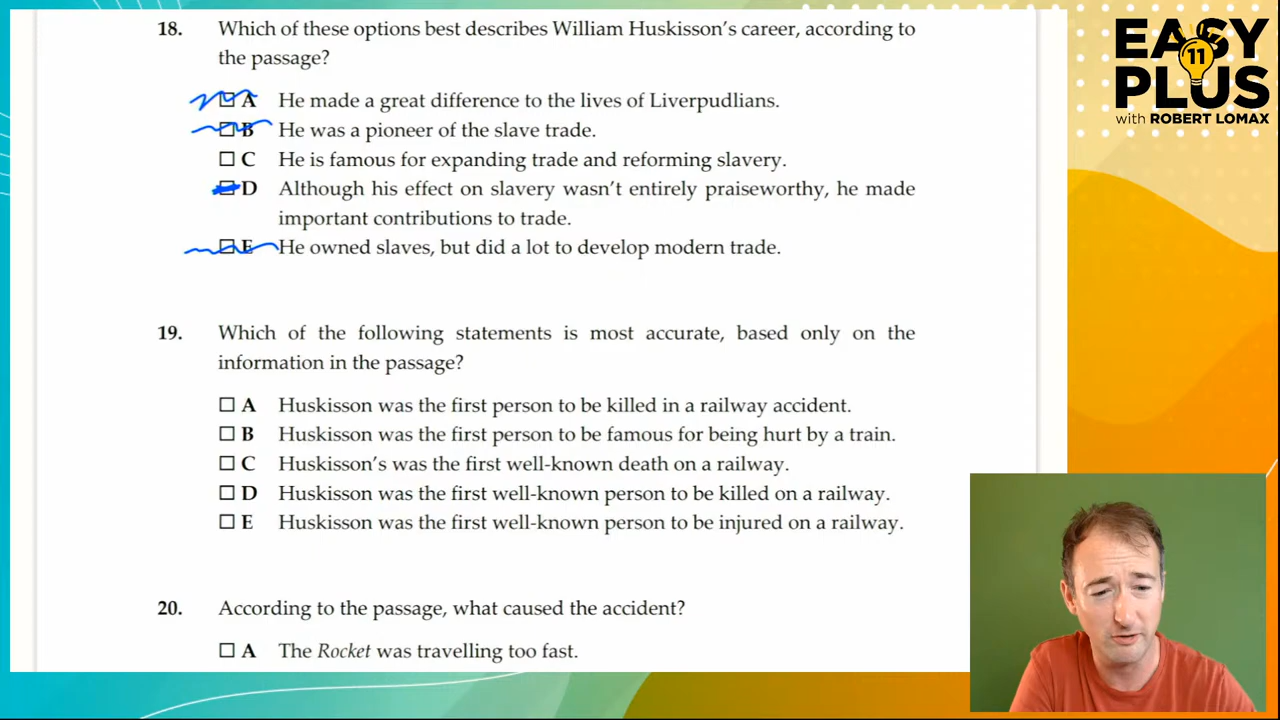 18. Which of these options best describes William Huskisson's career, according to
the passage?
☐ A He made a great difference to the lives of Liverpudlians.
☐ B He was a pioneer of the slave trade.
☐ C He is famous for expanding trade and reforming slavery.
☐ D Although his effect on slavery wasn't entirely praiseworthy, he made
important contributions to trade.
☐ E He owned slaves, but did a lot to develop modern trade.
19. Which of the following statements is most accurate, based only on the
information in the passage?
☐ A Huskisson was the first person to be killed in a railway accident.
☐ B Huskisson was the first person to be famous for being hurt by a train.
☐ C Huskisson's was the first well-known death on a railway.
☐ D Huskisson was the first well-known person to be killed on a railway.
☐ E Huskisson was the first well-known person to be injured on a railway.
20. According to the passage, what caused the accident?
☐ A The Rocket was travelling too fast.
EASY
11
PLUS
with ROBERT LOMAX